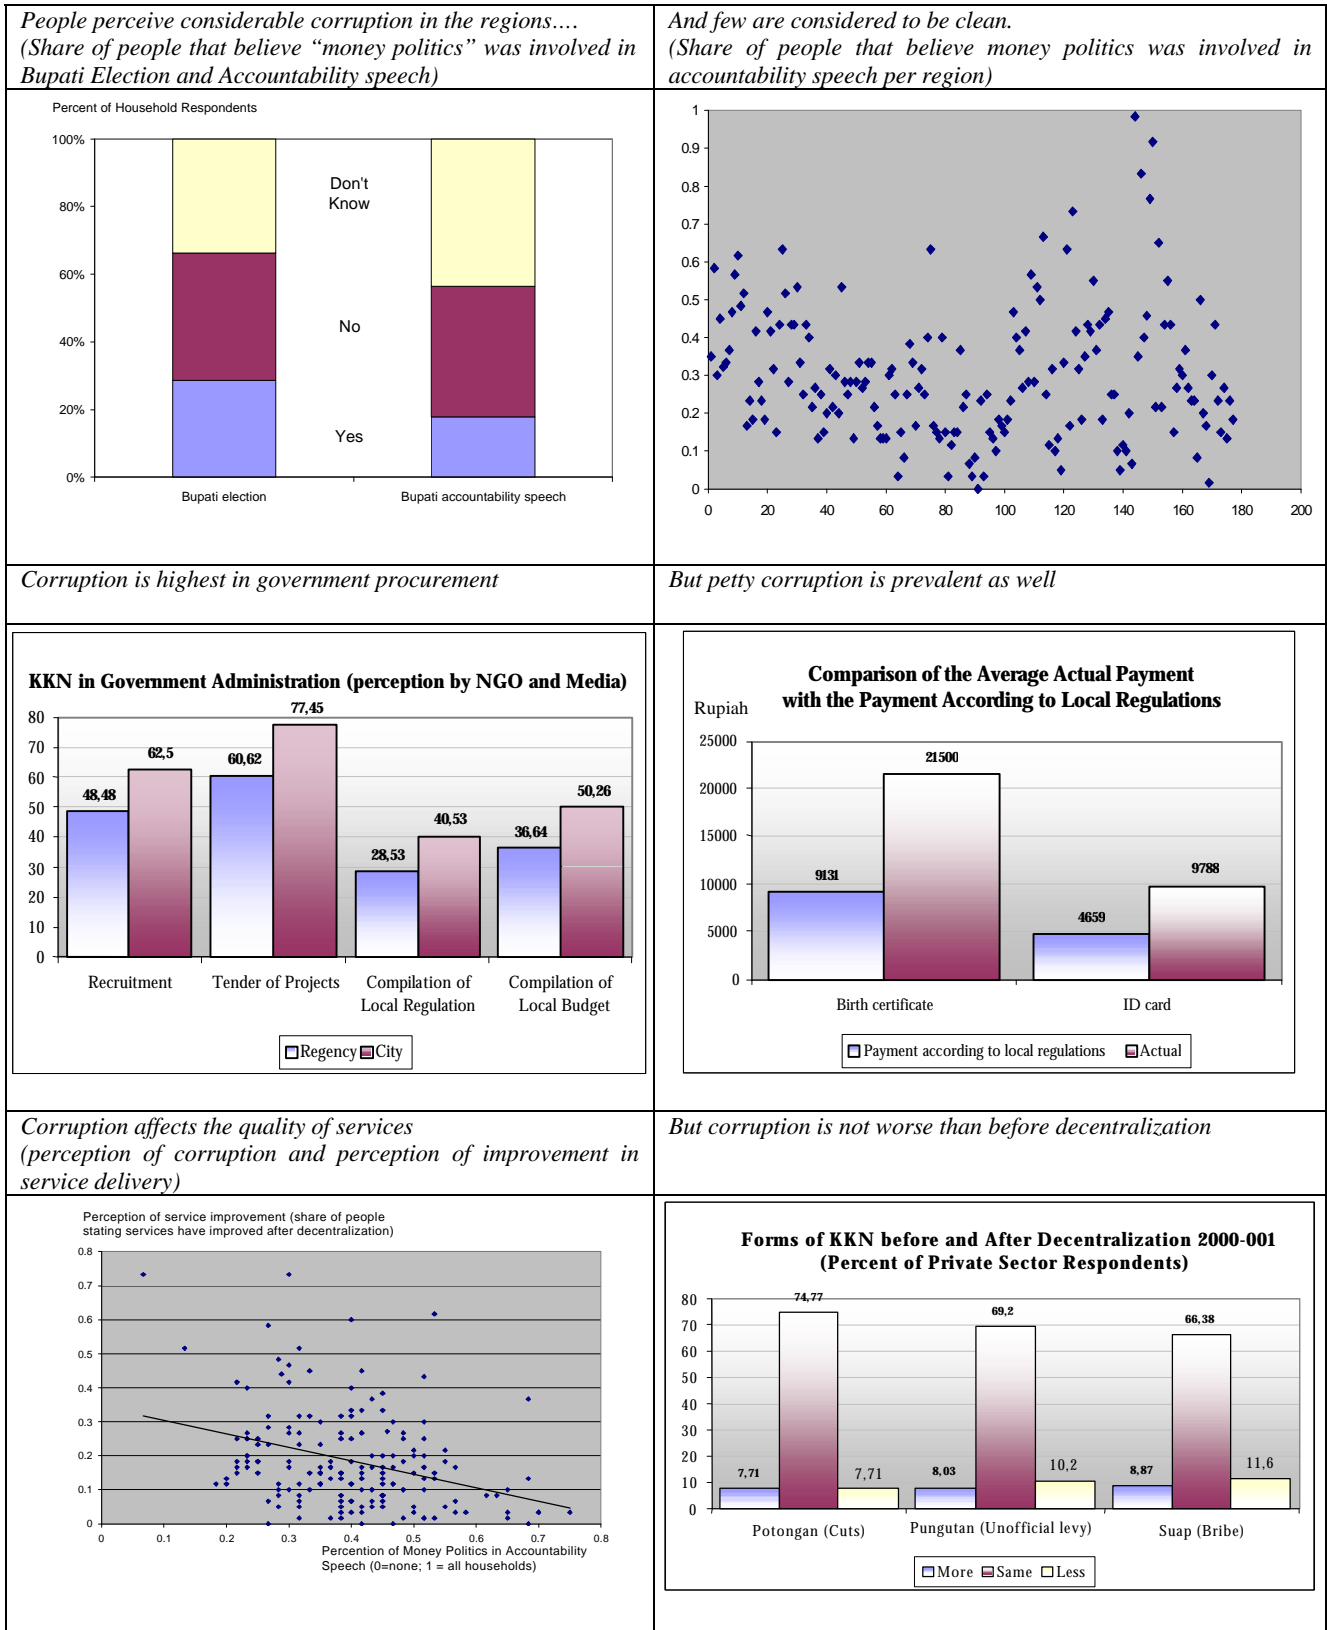 People perceive considerable corruption in the regions….
(Share of people that believe “money politics” was involved in
Bupati Election and Accountability speech)
And few are considered to be clean.
(Share of people that believe money politics was involved in
accountability speech per region)
Percent of Household Respondents
100%
80%
60%
40%
20%
0%
Don't
Know
No
Yes
Bupati election
Bupati accountability speech
1
0.9
0.8
0.7
0.6
0.5
0.4
0.3
0.2
0.1
0
0 20 40 60 80 100 120 140 160 180 200
Corruption is highest in government procurement
But petty corruption is prevalent as well
KKN in Government Administration (perception by NGO and Media)
80
70
60
50
40
30
20
10
0
48,48
62,5
60,62
77,45
28,53
40,53
36,64
50,26
Recruitment
Tender of Projects
Compilation of
Local Regulation
Compilation of
Local Budget
Regency City
Comparison of the Average Actual Payment
with the Payment According to Local Regulations
Rupiah
25000
20000
15000
10000
5000
0
9131
21500
4659
9788
Birth certificate
ID card
Payment according to local regulations Actual
Corruption affects the quality of services
(perception of corruption and perception of improvement in
service delivery)
But corruption is not worse than before decentralization
Perception of service improvement (share of people
stating services have improved after decentralization)
0.8
0.7
0.6
0.5
0.4
0.3
0.2
0.1
0
0 0.1 0.2 0.3 0.4 0.5 0.6 0.7 0.8
Percention of Money Politics in Accountability
Speech (0=none; 1 = all households)
Forms of KKN before and After Decentralization 2000-001
(Percent of Private Sector Respondents)
80
70
60
50
40
30
20
10
0
7,71
74,77
7,71
8,03
69,2
10,2
8,87
66,38
11,6
Potongan (Cuts)
Pungutan (Unofficial levy)
Suap (Bribe)
More Same Less